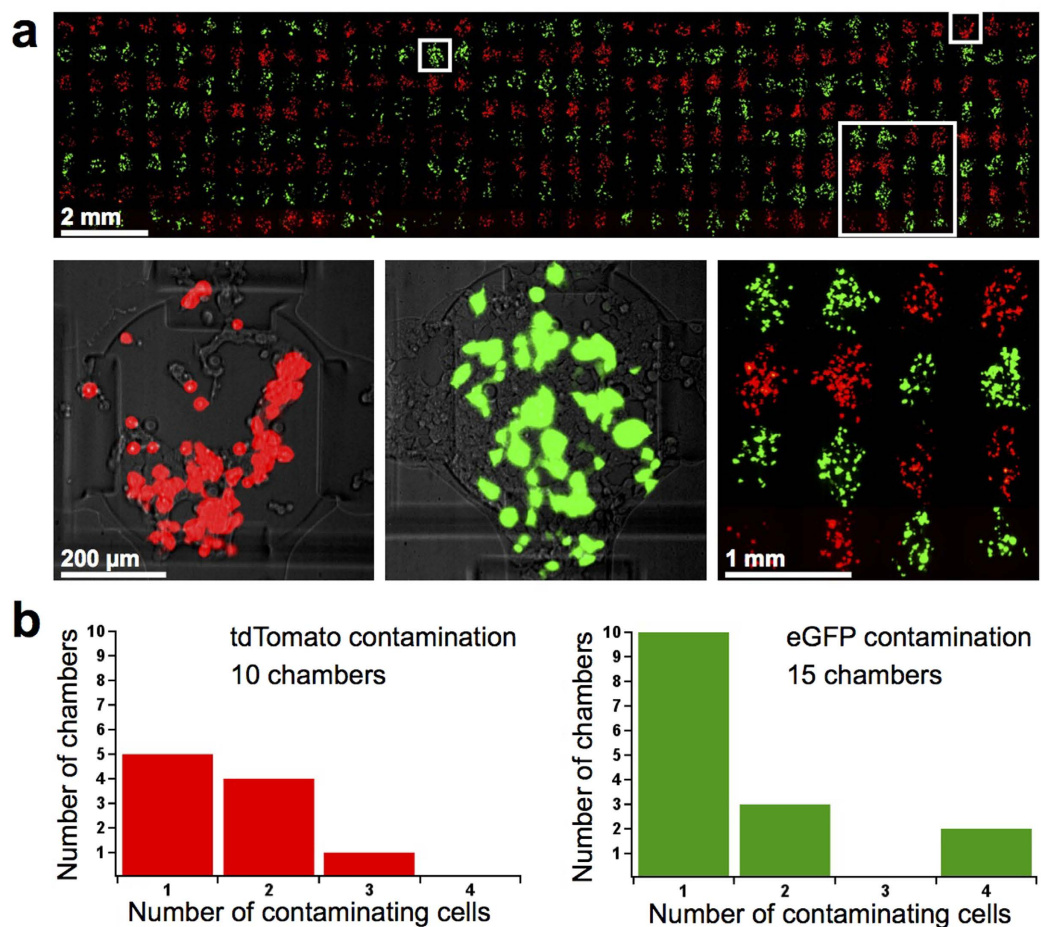 a
2 mm
200 µm
1 mm
b
tdTomato contamination
10 chambers
Number of chambers
10
9
8
7
6
5
4
3
2
1
1 2 3 4
Number of contaminating cells
eGFP contamination
15 chambers
Number of chambers
10
9
8
7
6
5
4
3
2
1
1 2 3 4
Number of contaminating cells